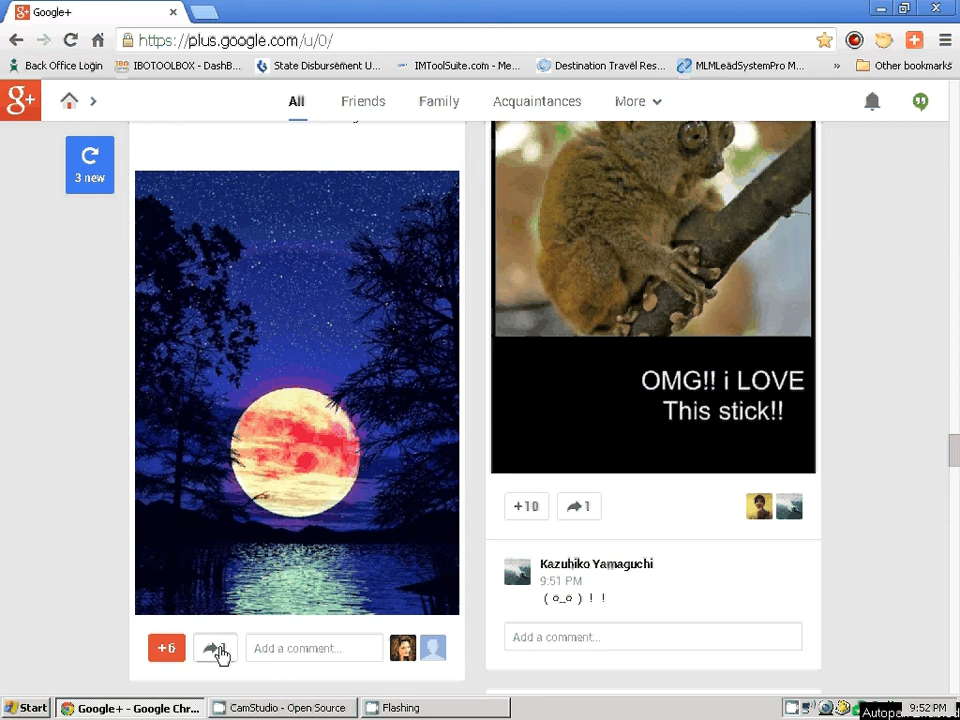 Google+
https://plus.google.com/u/0/
Back Office Login
IBO
IBOTOOLBOX - DashB...
State Disbursement U...
IMToolSuite.com - Me...
Destination Travel Res...
MLMLeadSystemPro M...
»
Other bookmarks
g+
All
Friends
Family
Acquaintances
More
3 new
OMG!! i LOVE
This stick!!
+10
1
Kazuhiko Yamaguchi
9:51 PM
( o_o ) ! !
Add a comment...
+6
Add a comment...
Start
Google+ - Google Chr...
CamStudio - Open Source
Flashing
9:52 PM